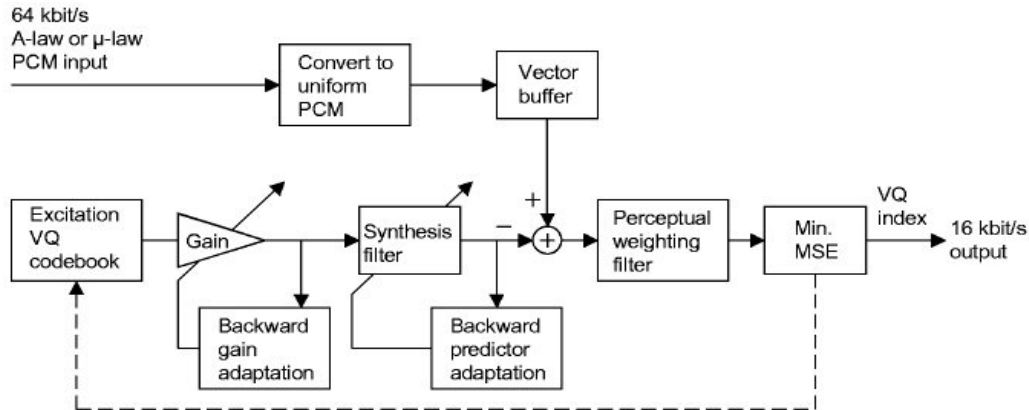 64 kbit/s
A-law or μ-law
PCM input
Convert to
uniform
PCM
Vector
buffer
+
−
+
Excitation
VQ
codebook
Gain
Synthesis
filter
Perceptual
weighting
filter
Min.
MSE
VQ
index
16 kbit/s
output
Backward
gain
adaptation
Backward
predictor
adaptation